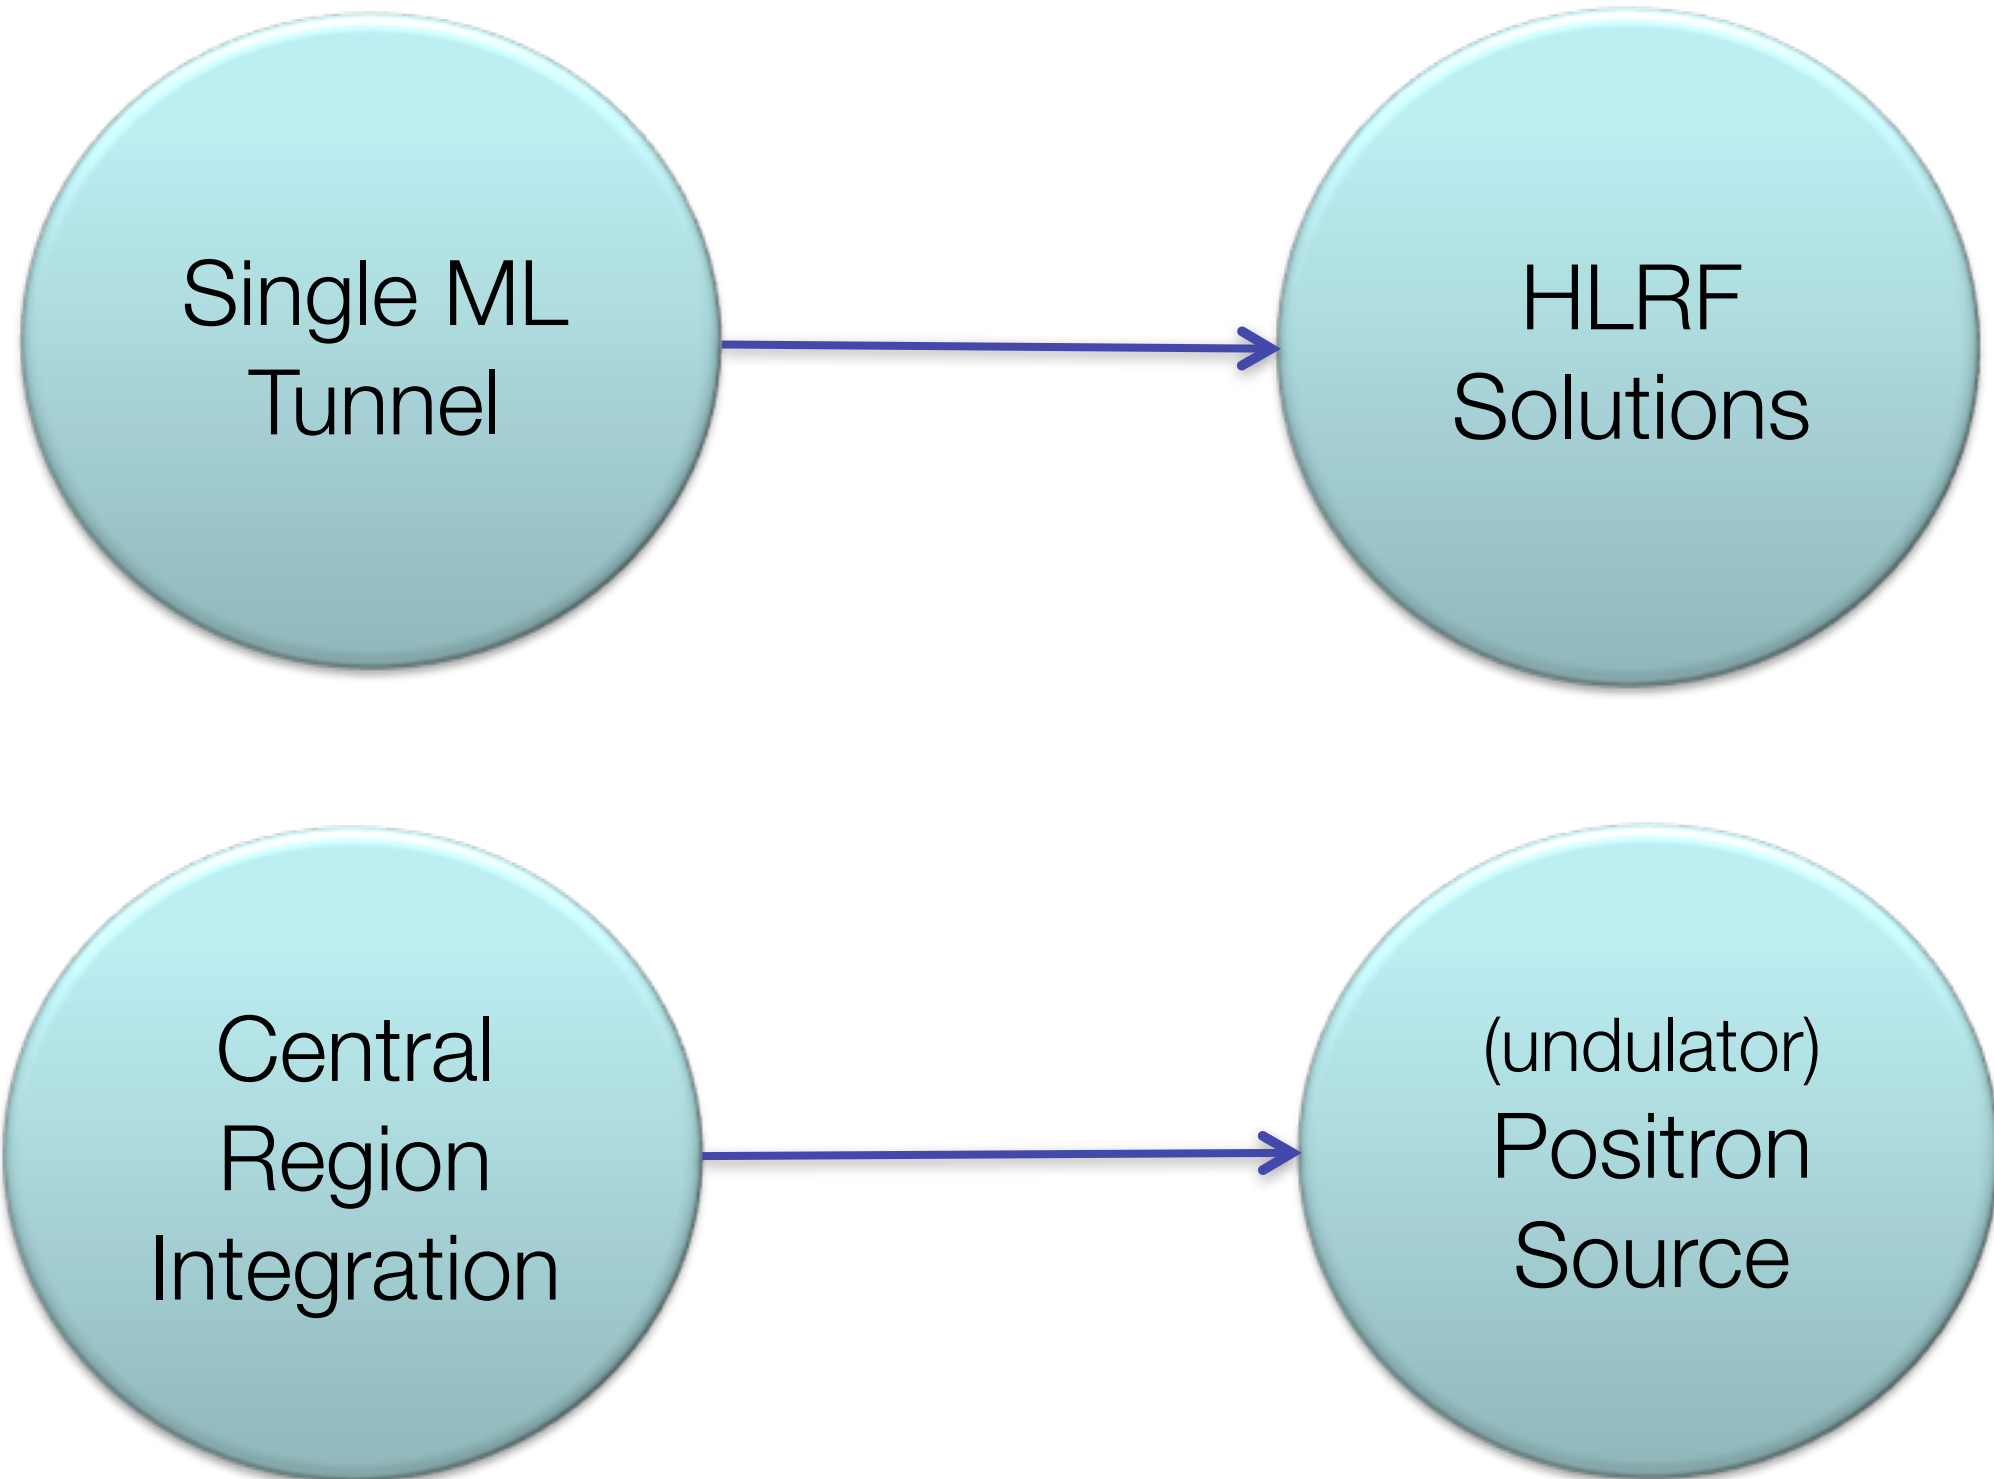 Single ML
Tunnel
HLRF
Solutions
Central
Region
Integration
(undulator)
Positron
Source